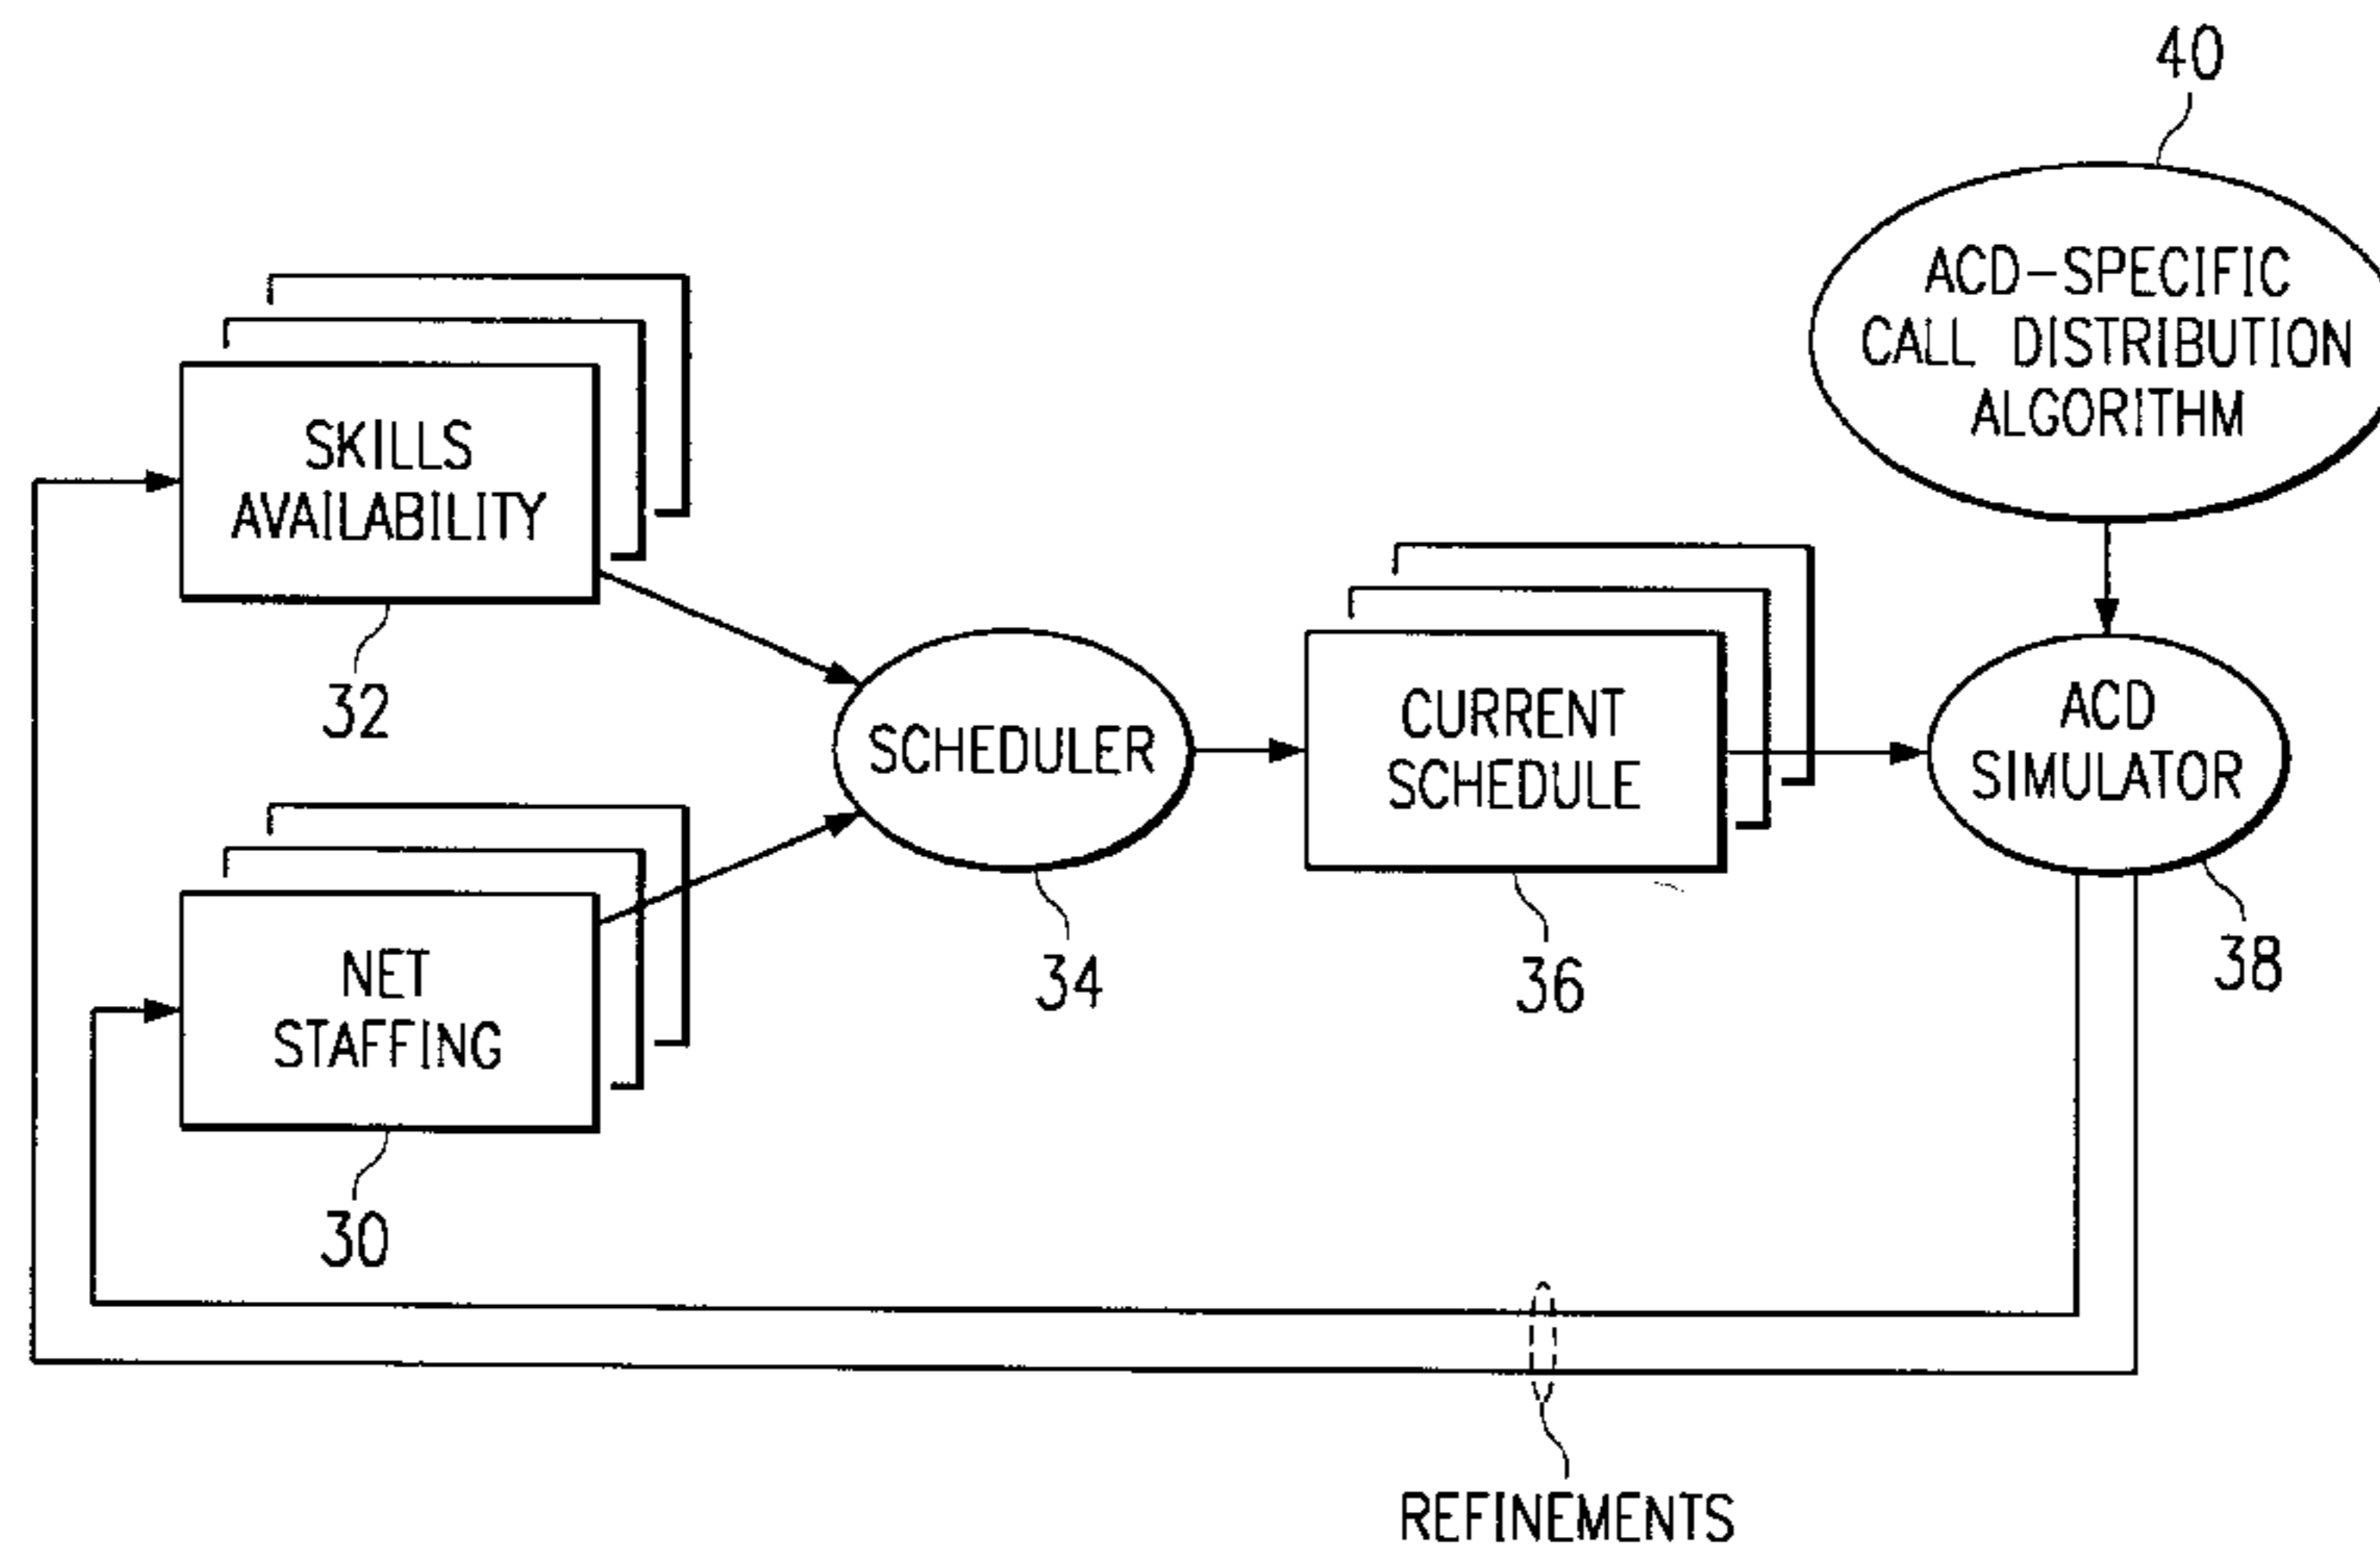 40
ACD-SPECIFIC
CALL DISTRIBUTION
ALGORITHM
SKILLS
AVAILABILITY
32
SCHEDULER
34
CURRENT
SCHEDULE
36
ACD
SIMULATOR
38
NET
STAFFING
30
REFINEMENTS